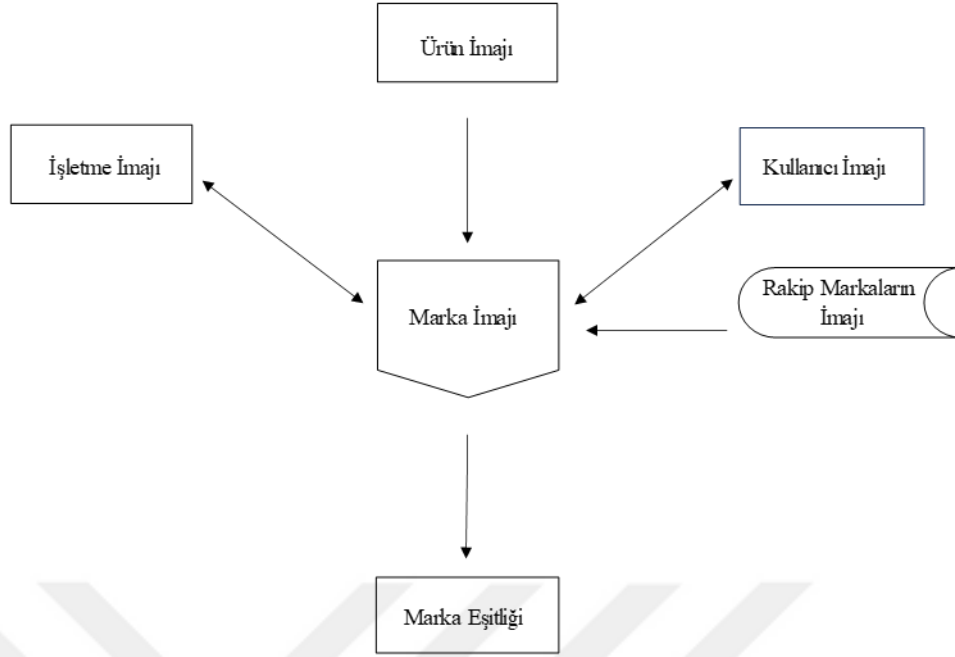 Ürün İmajı
İşletme İmajı
Kullanıcı İmajı
Marka İmajı
Rakip Markaların
İmajı
Marka Eşitliği